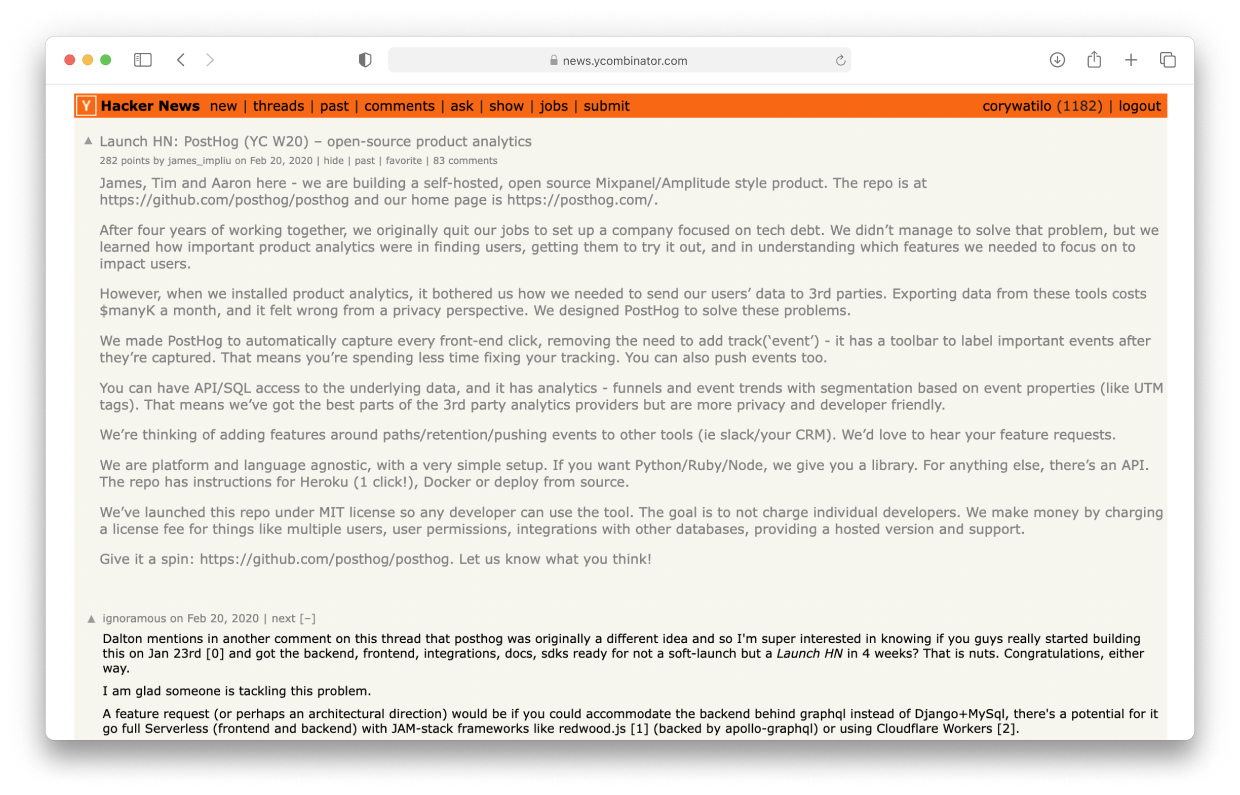 news.ycombinator.com
Y Hacker News new | threads | past | comments | ask | show | jobs | submit corywatilo (1182) | logout
Launch HN: PostHog (YC W20) – open-source product analytics
282 points by james_impliu on Feb 20, 2020 | hide | past | favorite | 83 comments
James, Tim and Aaron here - we are building a self-hosted, open source Mixpanel/Amplitude style product. The repo is at
https://github.com/posthog/posthog and our home page is https://posthog.com/.
After four years of working together, we originally quit our jobs to set up a company focused on tech debt. We didn’t manage to solve that problem, but we
learned how important product analytics were in finding users, getting them to try it out, and in understanding which features we needed to focus on to
impact users.
However, when we installed product analytics, it bothered us how we needed to send our users’ data to 3rd parties. Exporting data from these tools costs
$manyK a month, and it felt wrong from a privacy perspective. We designed PostHog to solve these problems.
We made PostHog to automatically capture every front-end click, removing the need to add track(‘event’) - it has a toolbar to label important events after
they’re captured. That means you’re spending less time fixing your tracking. You can also push events too.
You can have API/SQL access to the underlying data, and it has analytics - funnels and event trends with segmentation based on event properties (like UTM
tags). That means we’ve got the best parts of the 3rd party analytics providers but are more privacy and developer friendly.
We’re thinking of adding features around paths/retention/pushing events to other tools (ie slack/your CRM). We’d love to hear your feature requests.
We are platform and language agnostic, with a very simple setup. If you want Python/Ruby/Node, we give you a library. For anything else, there’s an API.
The repo has instructions for Heroku (1 click!), Docker or deploy from source.
We’ve launched this repo under MIT license so any developer can use the tool. The goal is to not charge individual developers. We make money by charging
a license fee for things like multiple users, user permissions, integrations with other databases, providing a hosted version and support.
Give it a spin: https://github.com/posthog/posthog. Let us know what you think!
ignoramous on Feb 20, 2020 | next [–]
Dalton mentions in another comment on this thread that posthog was originally a different idea and so I'm super interested in knowing if you guys really started building
this on Jan 23rd [0] and got the backend, frontend, integrations, docs, sdks ready for not a soft-launch but a Launch HN in 4 weeks? That is nuts. Congratulations, either
way.
I am glad someone is tackling this problem.
A feature request (or perhaps an architectural direction) would be if you could accommodate the backend behind graphql instead of Django+MySql, there's a potential for it
go full Serverless (frontend and backend) with JAM-stack frameworks like redwood.js [1] (backed by apollo-graphql) or using Cloudflare Workers [2].